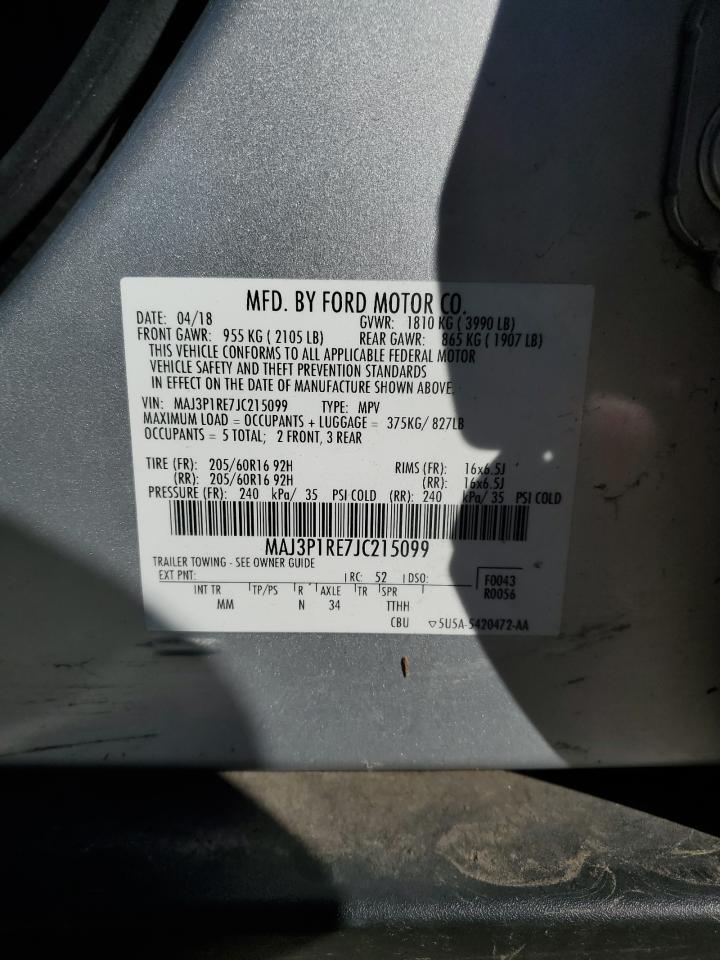 MFD. BY FORD MOTOR CO.
DATE: 04/18 GVWR: 1810 KG ( 3990 LB)
FRONT GAWR: 955 KG ( 2105 LB) REAR GAWR: 865 KG ( 1907 LB)
THIS VEHICLE CONFORMS TO ALL APPLICABLE FEDERAL MOTOR
VEHICLE SAFETY AND THEFT PREVENTION STANDARDS
IN EFFECT ON THE DATE OF MANUFACTURE SHOWN ABOVE.
VIN: MAJ3P1RE7JC215099 TYPE: MPV
MAXIMUM LOAD = OCCUPANTS + LUGGAGE = 375KG/ 827LB
OCCUPANTS = 5 TOTAL; 2 FRONT, 3 REAR
TIRE (FR): 205/60R16 92H RIMS (FR): 16x6.5J
(RR): 205/60R16 92H (RR): 16x6.5J
PRESSURE (FR): 240 kPa/ 35 PSI COLD (RR): 240 kPa/ 35 PSI COLD
MAJ3P1RE7JC215099
TRAILER TOWING - SEE OWNER GUIDE
EXT PNT: RC: 52 DSO: F0043
INT TR TP/PS R AXLE TR SPR R0056
MM N 34 TTHH
CBU ▽5U5A-5420472-AA